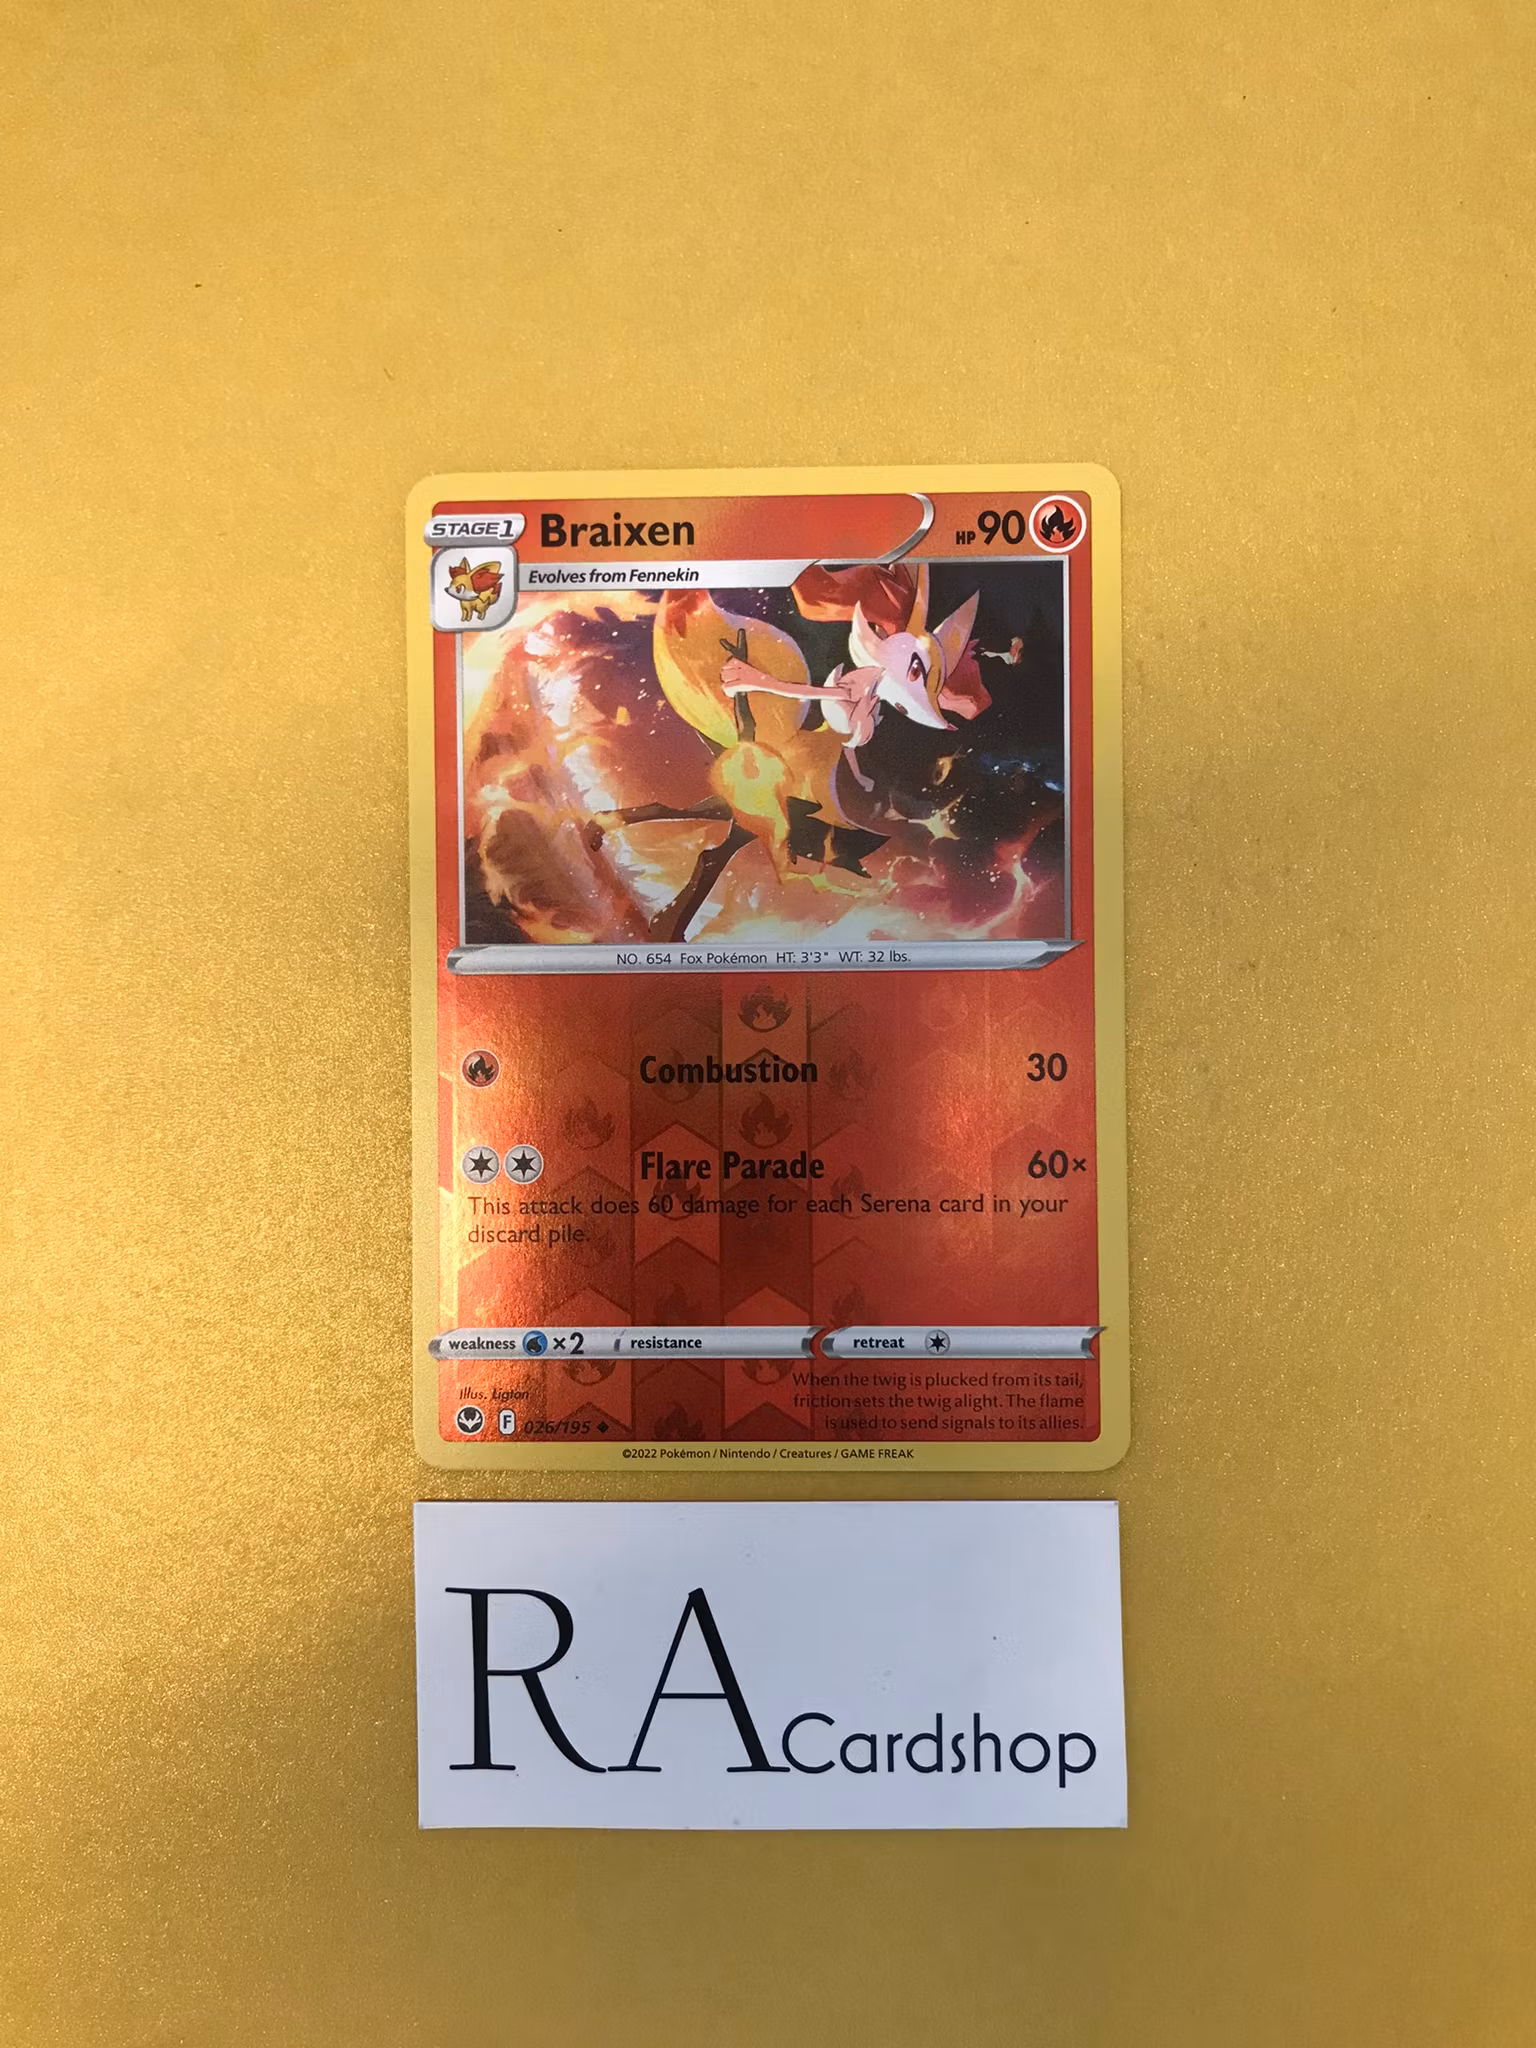 STAGE 1
Braixen
HP 90
Evolves from Fennekin
NO. 654 Fox Pokémon HT: 3'3" WT: 32 lbs.
Combustion 30
Flare Parade 60×
This attack does 60 damage for each Serena card in your
discard pile.
weakness ×2 resistance retreat
When the twig is plucked from its tail,
friction sets the twig alight. The flame
is used to send signals to its allies.
Illus. Ligton
F 026/195
©2022 Pokémon / Nintendo / Creatures / GAME FREAK
RA Cardshop